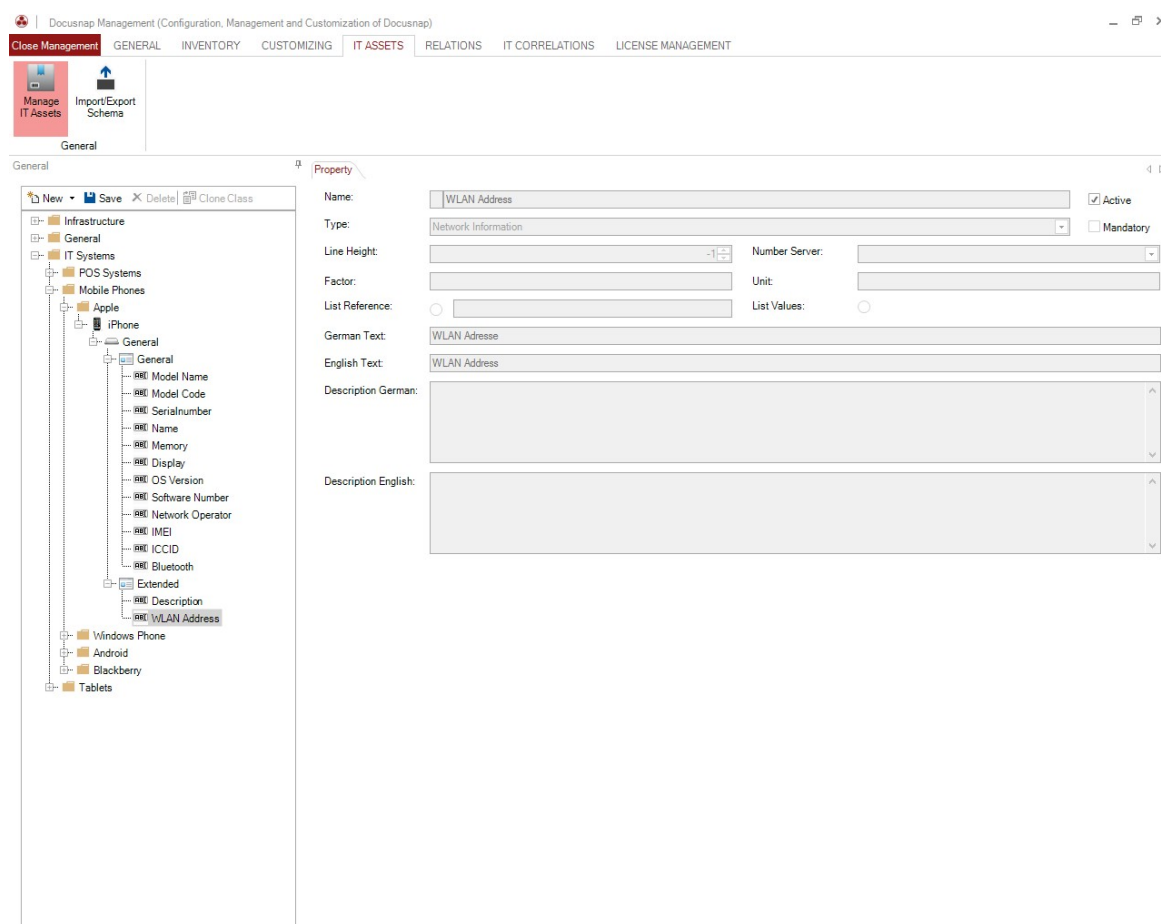 Docusnap Management (Configuration, Management and Customization of Docusnap)
Close Management GENERAL INVENTORY CUSTOMIZING IT ASSETS RELATIONS IT CORRELATIONS LICENSE MANAGEMENT
Manage IT Assets
Import/Export Schema
General
General
Property
New Save Delete Clone Class
Infrastructure
General
IT Systems
POS Systems
Mobile Phones
Apple
iPhone
General
General
Model Name
Model Code
Serialnumber
Name
Memory
Display
OS Version
Software Number
Network Operator
IMEI
ICCID
Bluetooth
Extended
Description
WLAN Address
Windows Phone
Android
Blackberry
Tablets
Name: WLAN Address Active
Type: Network Information Mandatory
Line Height: -1 Number Server:
Factor: Unit:
List Reference: List Values:
German Text: WLAN Adresse
English Text: WLAN Address
Description German:
Description English: